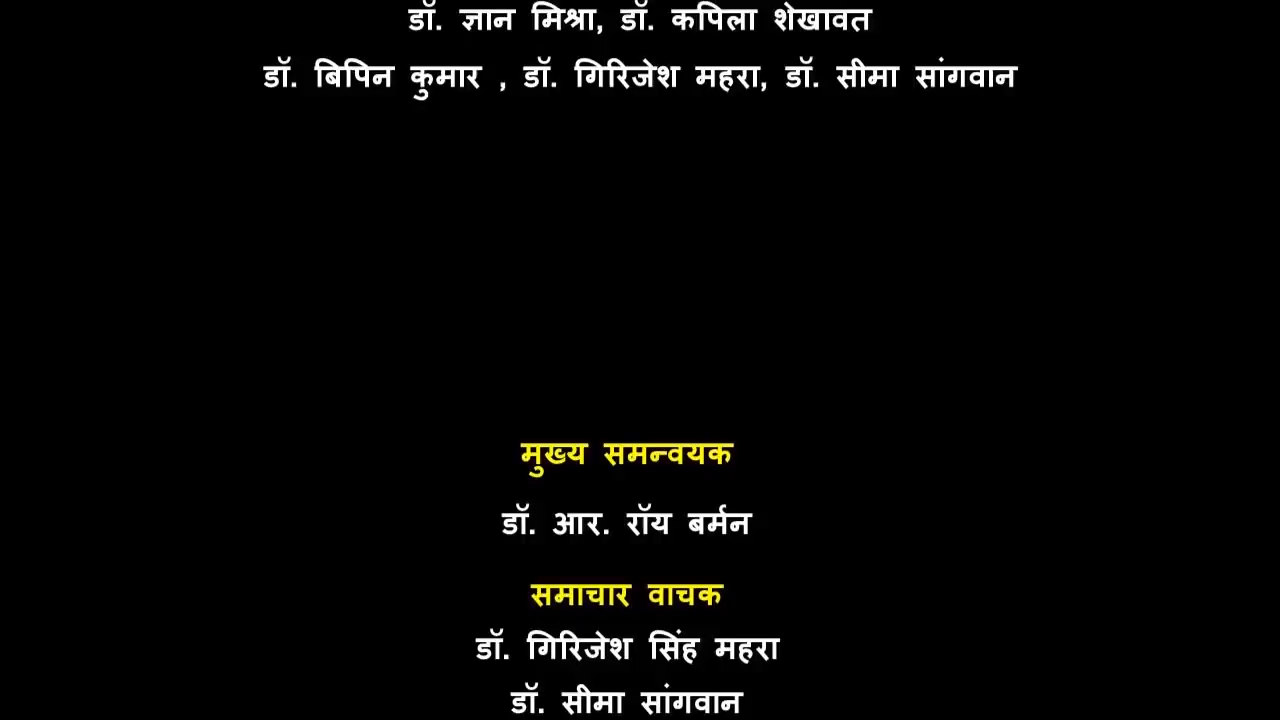 डॉ. ज्ञान मिश्रा, डॉ. कपिला शेखावत
डॉ. बिपिन कुमार , डॉ. गिरिजेश महरा, डॉ. सीमा सांगवान
मुख्य समन्वयक
डॉ. आर. रॉय बर्मन
समाचार वाचक
डॉ. गिरिजेश सिंह महरा
डॉ. सीमा सांगवान